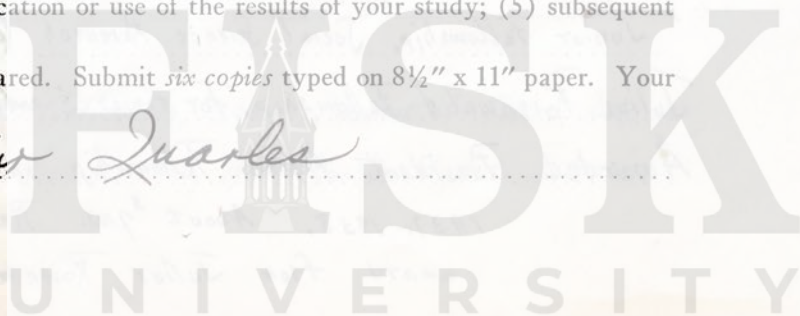 cation or use of the results of your study; (5) subsequent
ared. Submit six copies typed on 8½" x 11" paper. Your
Quarles
FISK
UNIVERSITY